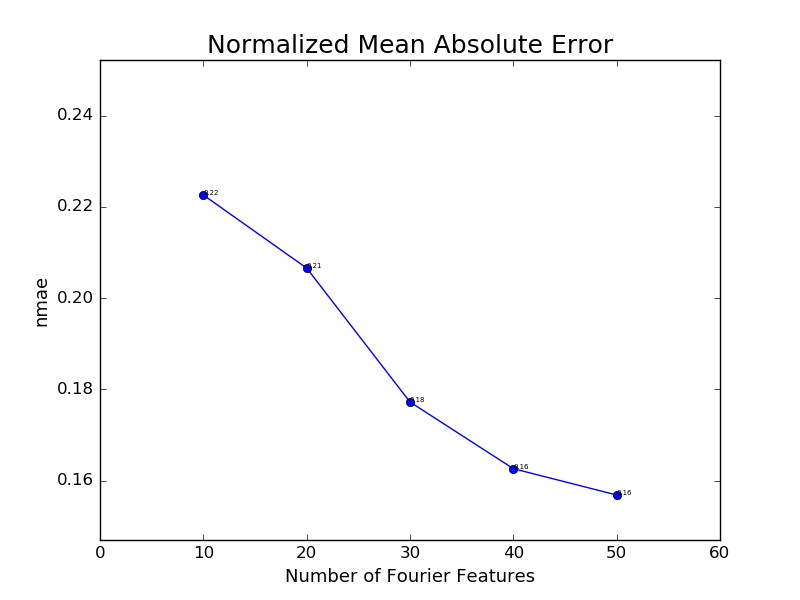 Normalized Mean Absolute Error
0.24
0.22
0.20
0.18
0.16
nmae
0.22
0.21
0.18
0.16
0.16
0 10 20 30 40 50 60
Number of Fourier Features